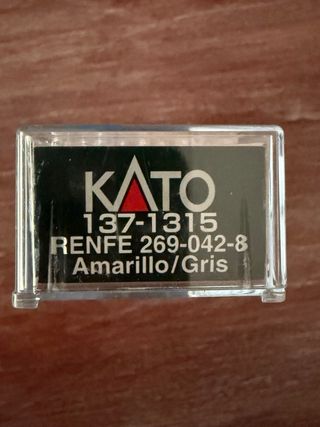 KATO
137-1315
RENFE 269-042-8
Amarillo/Gris